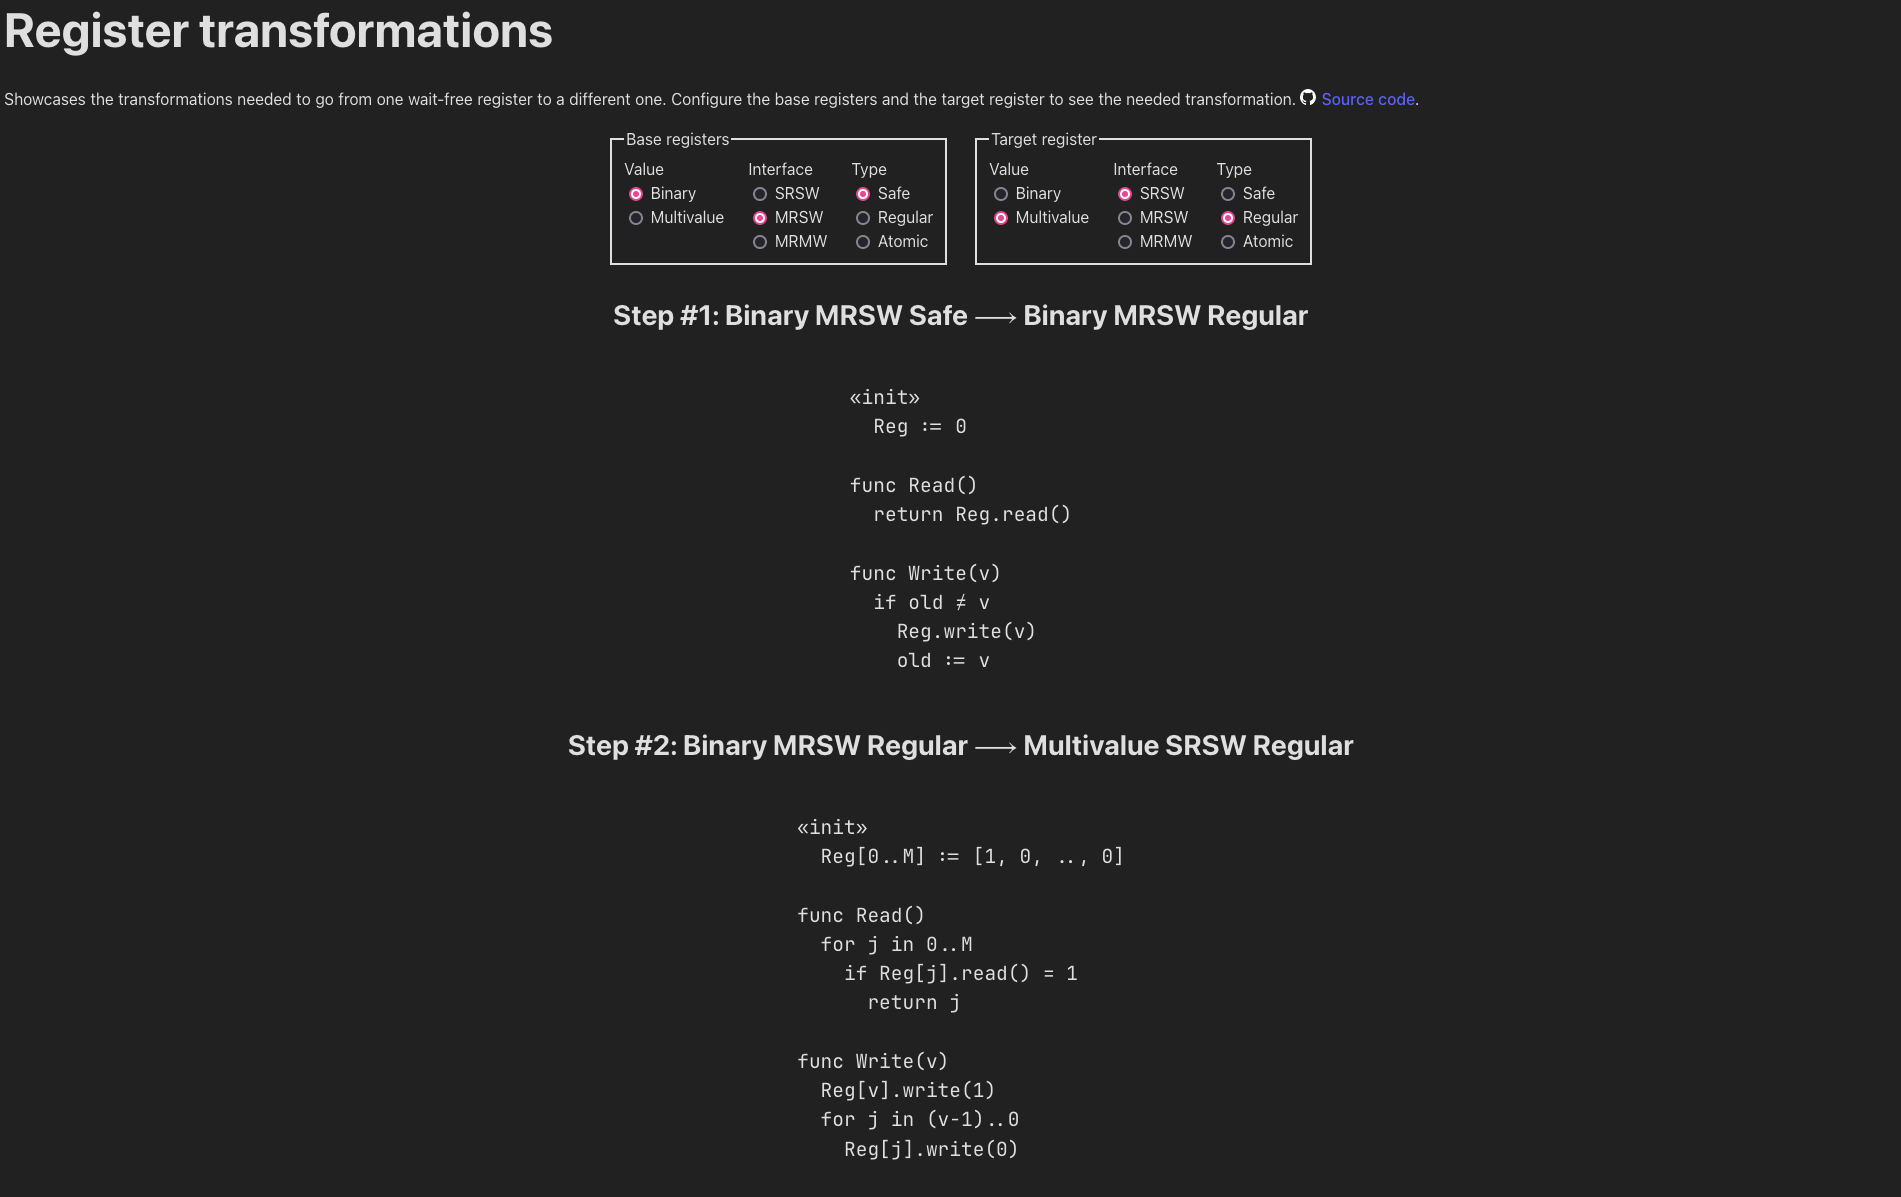 Register transformations
Showcases the transformations needed to go from one wait-free register to a different one. Configure the base registers and the target register to see the needed transformation. Source code.
Base registers
Value Interface Type
Binary SRSW Safe
Multivalue MRSW Regular
MRMW Atomic
Target register
Value Interface Type
Binary SRSW Safe
Multivalue MRSW Regular
MRMW Atomic
Step #1: Binary MRSW Safe ⟶ Binary MRSW Regular
«init»
  Reg := 0
func Read()
  return Reg.read()
func Write(v)
  if old ≠ v
    Reg.write(v)
    old := v
Step #2: Binary MRSW Regular ⟶ Multivalue SRSW Regular
«init»
  Reg[0..M] := [1, 0, .., 0]
func Read()
  for j in 0..M
    if Reg[j].read() = 1
      return j
func Write(v)
  Reg[v].write(1)
  for j in (v-1)..0
    Reg[j].write(0)